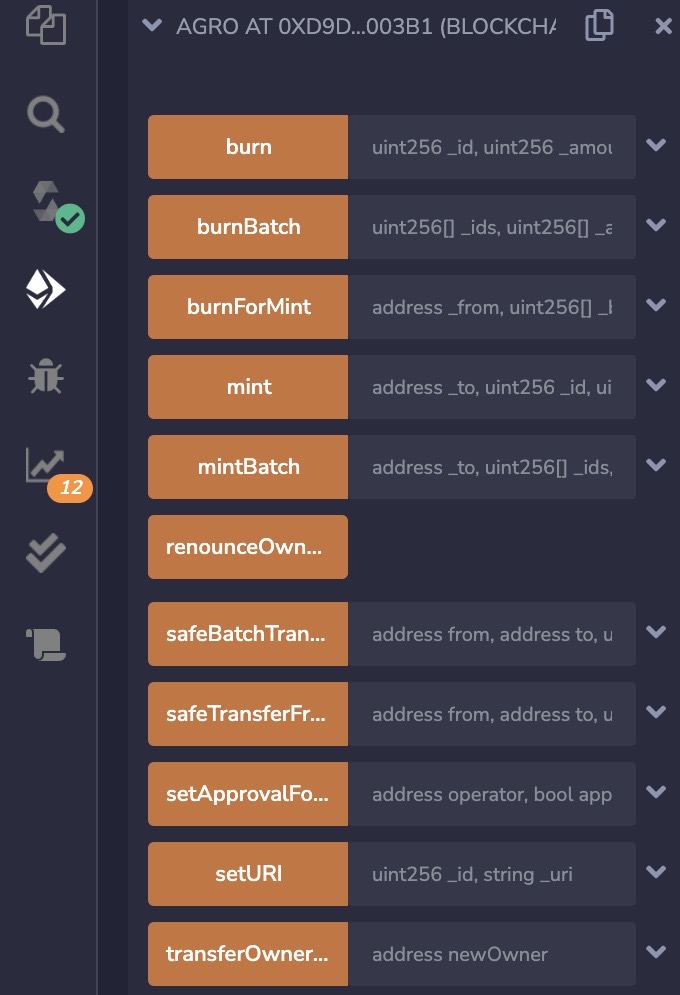 AGRO AT 0XD9D...003B1 (BLOCKCHA
burn uint256 _id, uint256 _amou
burnBatch uint256[] _ids, uint256[] _a
burnForMint address _from, uint256[] _b
mint address _to, uint256 _id, ui
mintBatch address _to, uint256[] _ids,
12
renounceOwn...
safeBatchTran... address from, address to, u
safeTransferFr... address from, address to, u
setApprovalFo... address operator, bool app
setURI uint256 _id, string _uri
transferOwner... address newOwner